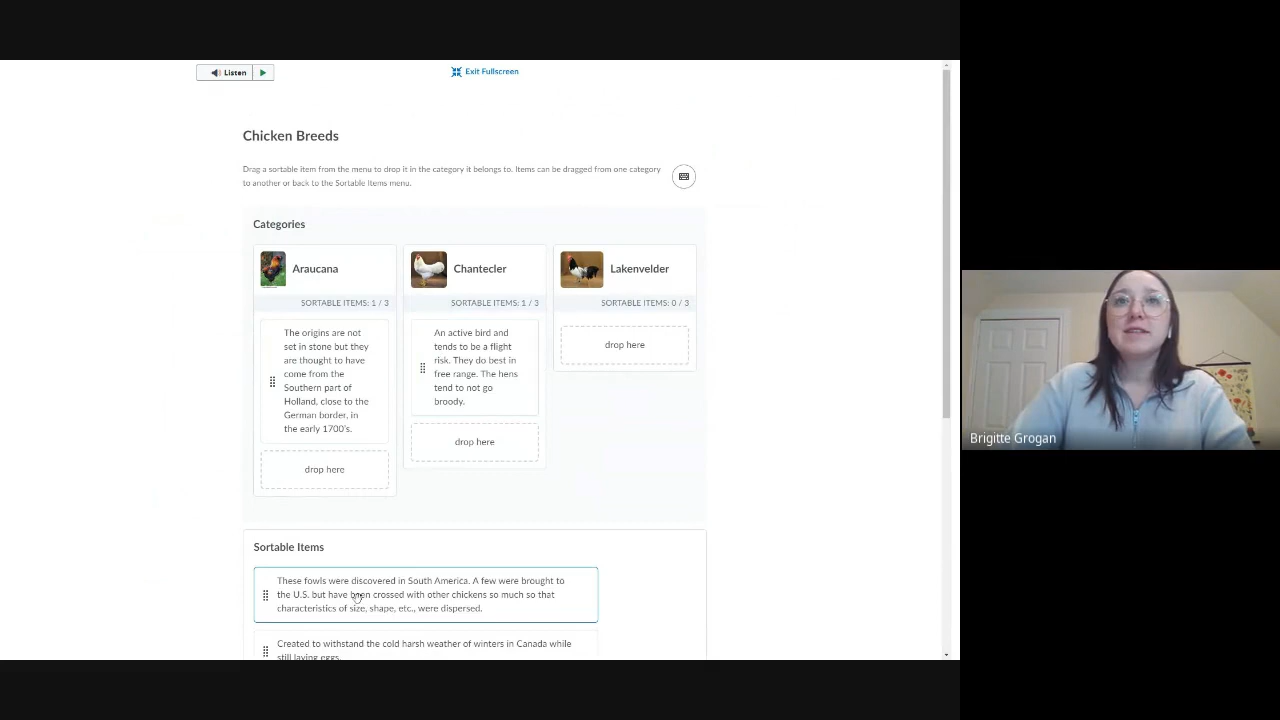 Listen
Exit Fullscreen
Chicken Breeds
Drag a sortable item from the menu to drop it in the category it belongs to. Items can be dragged from one category
to another or back to the Sortable Items menu.
Categories
Araucana
SORTABLE ITEMS: 1 / 3
The origins are not
set in stone but they
are thought to have
come from the
Southern part of
Holland, close to the
German border, in
the early 1700's.
drop here
Chantecler
SORTABLE ITEMS: 1 / 3
An active bird and
tends to be a flight
risk. They do best in
free range. The hens
tend to not go
broody.
drop here
Lakenvelder
SORTABLE ITEMS: 0 / 3
drop here
Sortable Items
These fowls were discovered in South America. A few were brought to
the U.S. but have been crossed with other chickens so much so that
characteristics of size, shape, etc., were dispersed.
Created to withstand the cold harsh weather of winters in Canada while
still laying eggs.
Brigitte Grogan